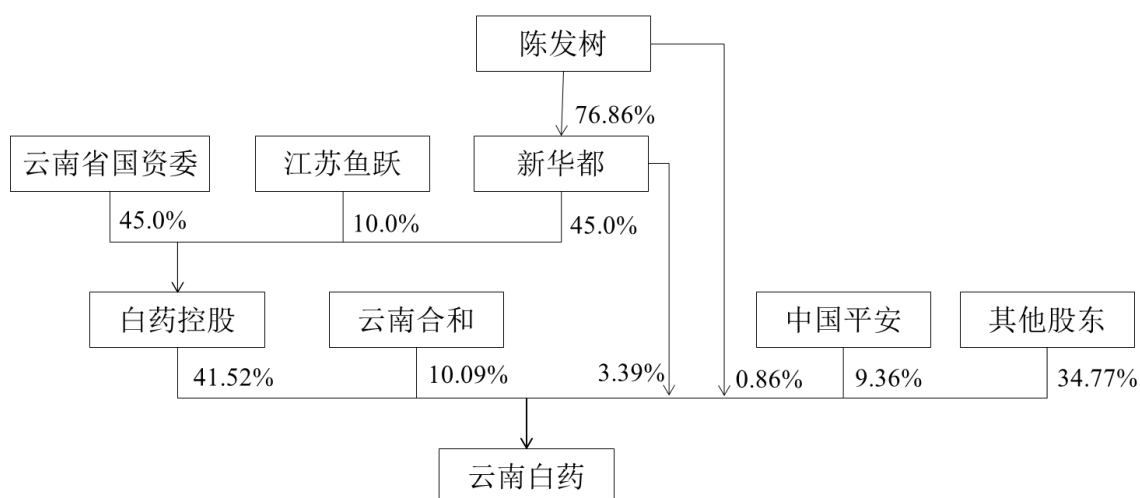 陈发树
76.86%
云南省国资委
江苏鱼跃
新华都
45.0%
10.0%
45.0%
白药控股
云南合和
中国平安
其他股东
41.52%
10.09%
3.39%
0.86%
9.36%
34.77%
云南白药